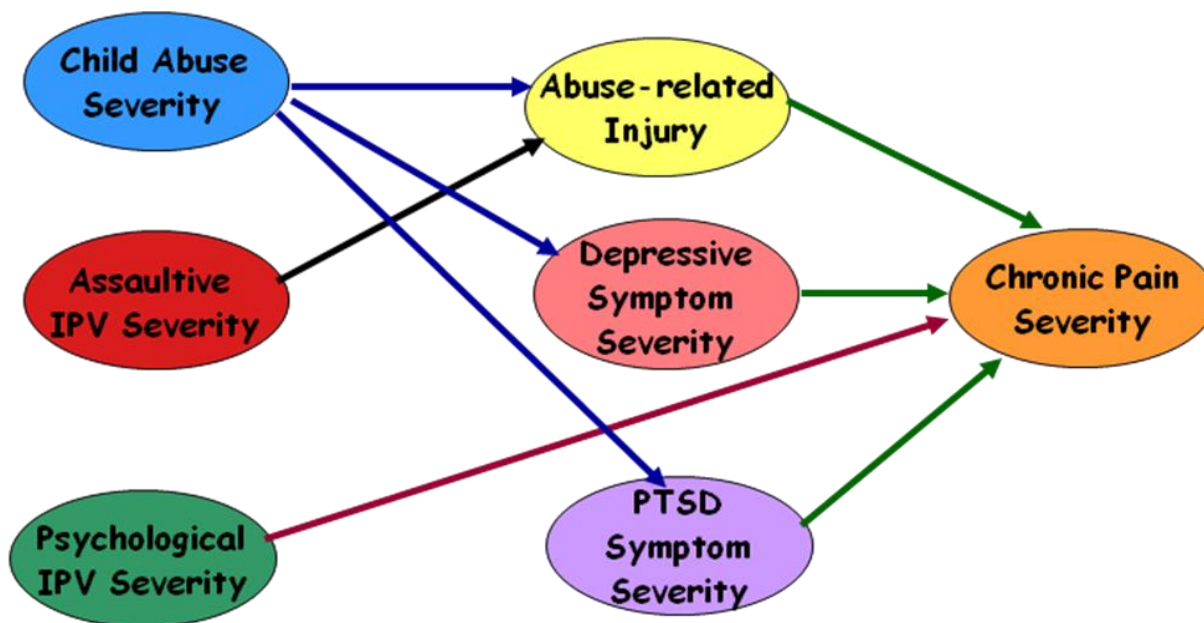 Child Abuse
Severity
Abuse-related
Injury
Assaultive
IPV Severity
Depressive
Symptom
Severity
Chronic Pain
Severity
Psychological
IPV Severity
PTSD
Symptom
Severity